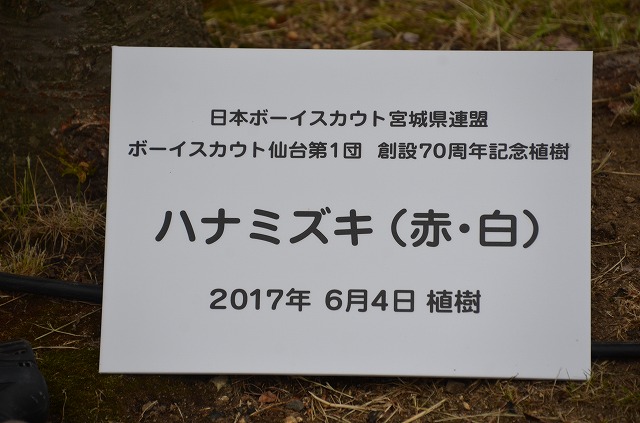 日本ボーイスカウト宮城県連盟
ボーイスカウト仙台第1団 創設70周年記念植樹
ハナミズキ（赤・白）
2017年 6月4日 植樹